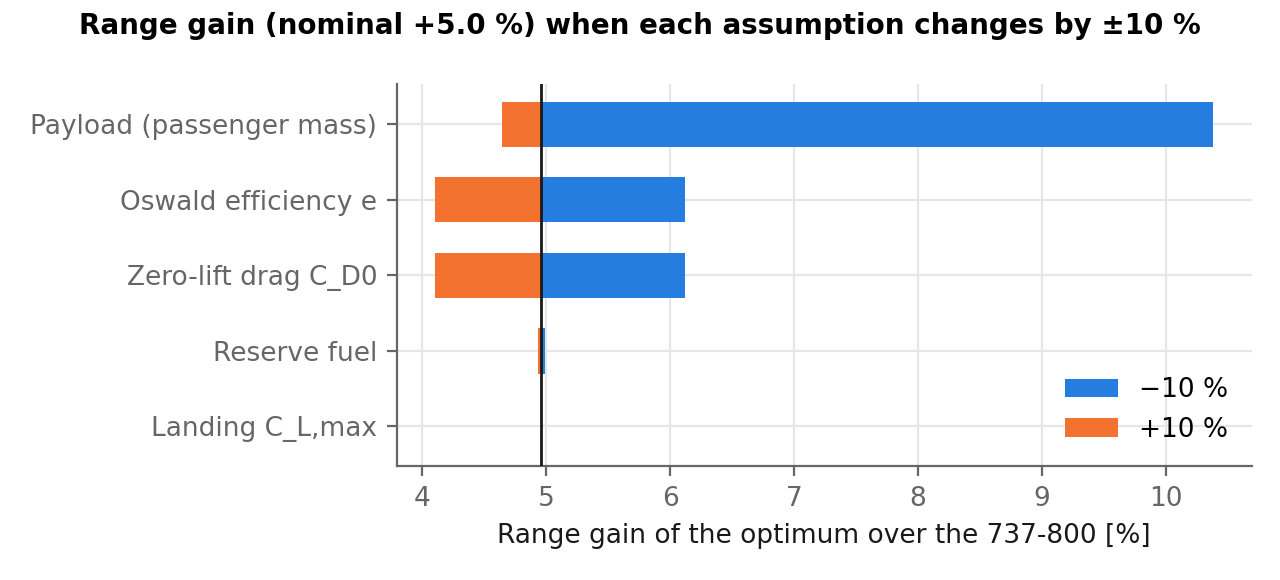 Range gain (nominal +5.0 %) when each assumption changes by ±10 %
Payload (passenger mass)
Oswald efficiency e
Zero-lift drag C_D0
Reserve fuel
Landing C_L,max
−10 %
+10 %
4 5 6 7 8 9 10
Range gain of the optimum over the 737-800 [%]